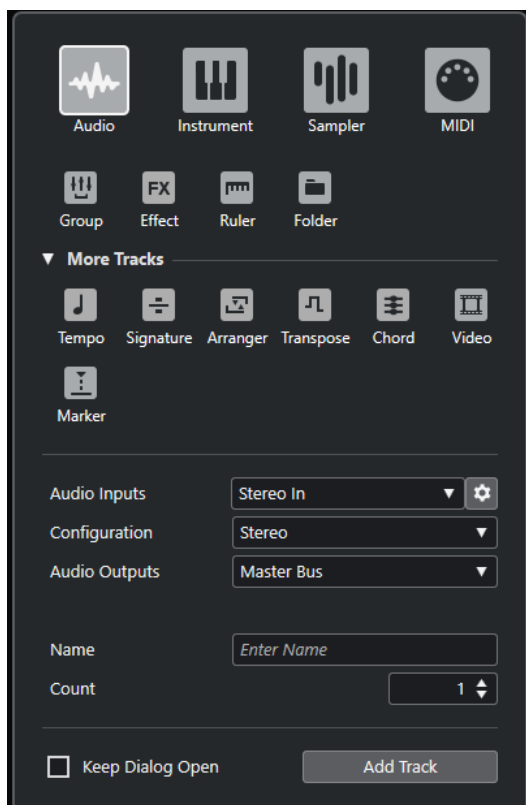 Audio Instrument Sampler MIDI
FX
Group Effect Ruler Folder
▼ More Tracks
Tempo Signature Arranger Transpose Chord Video
Marker
Audio Inputs Stereo In
Configuration Stereo
Audio Outputs Master Bus
Name Enter Name
Count 1
Keep Dialog Open Add Track